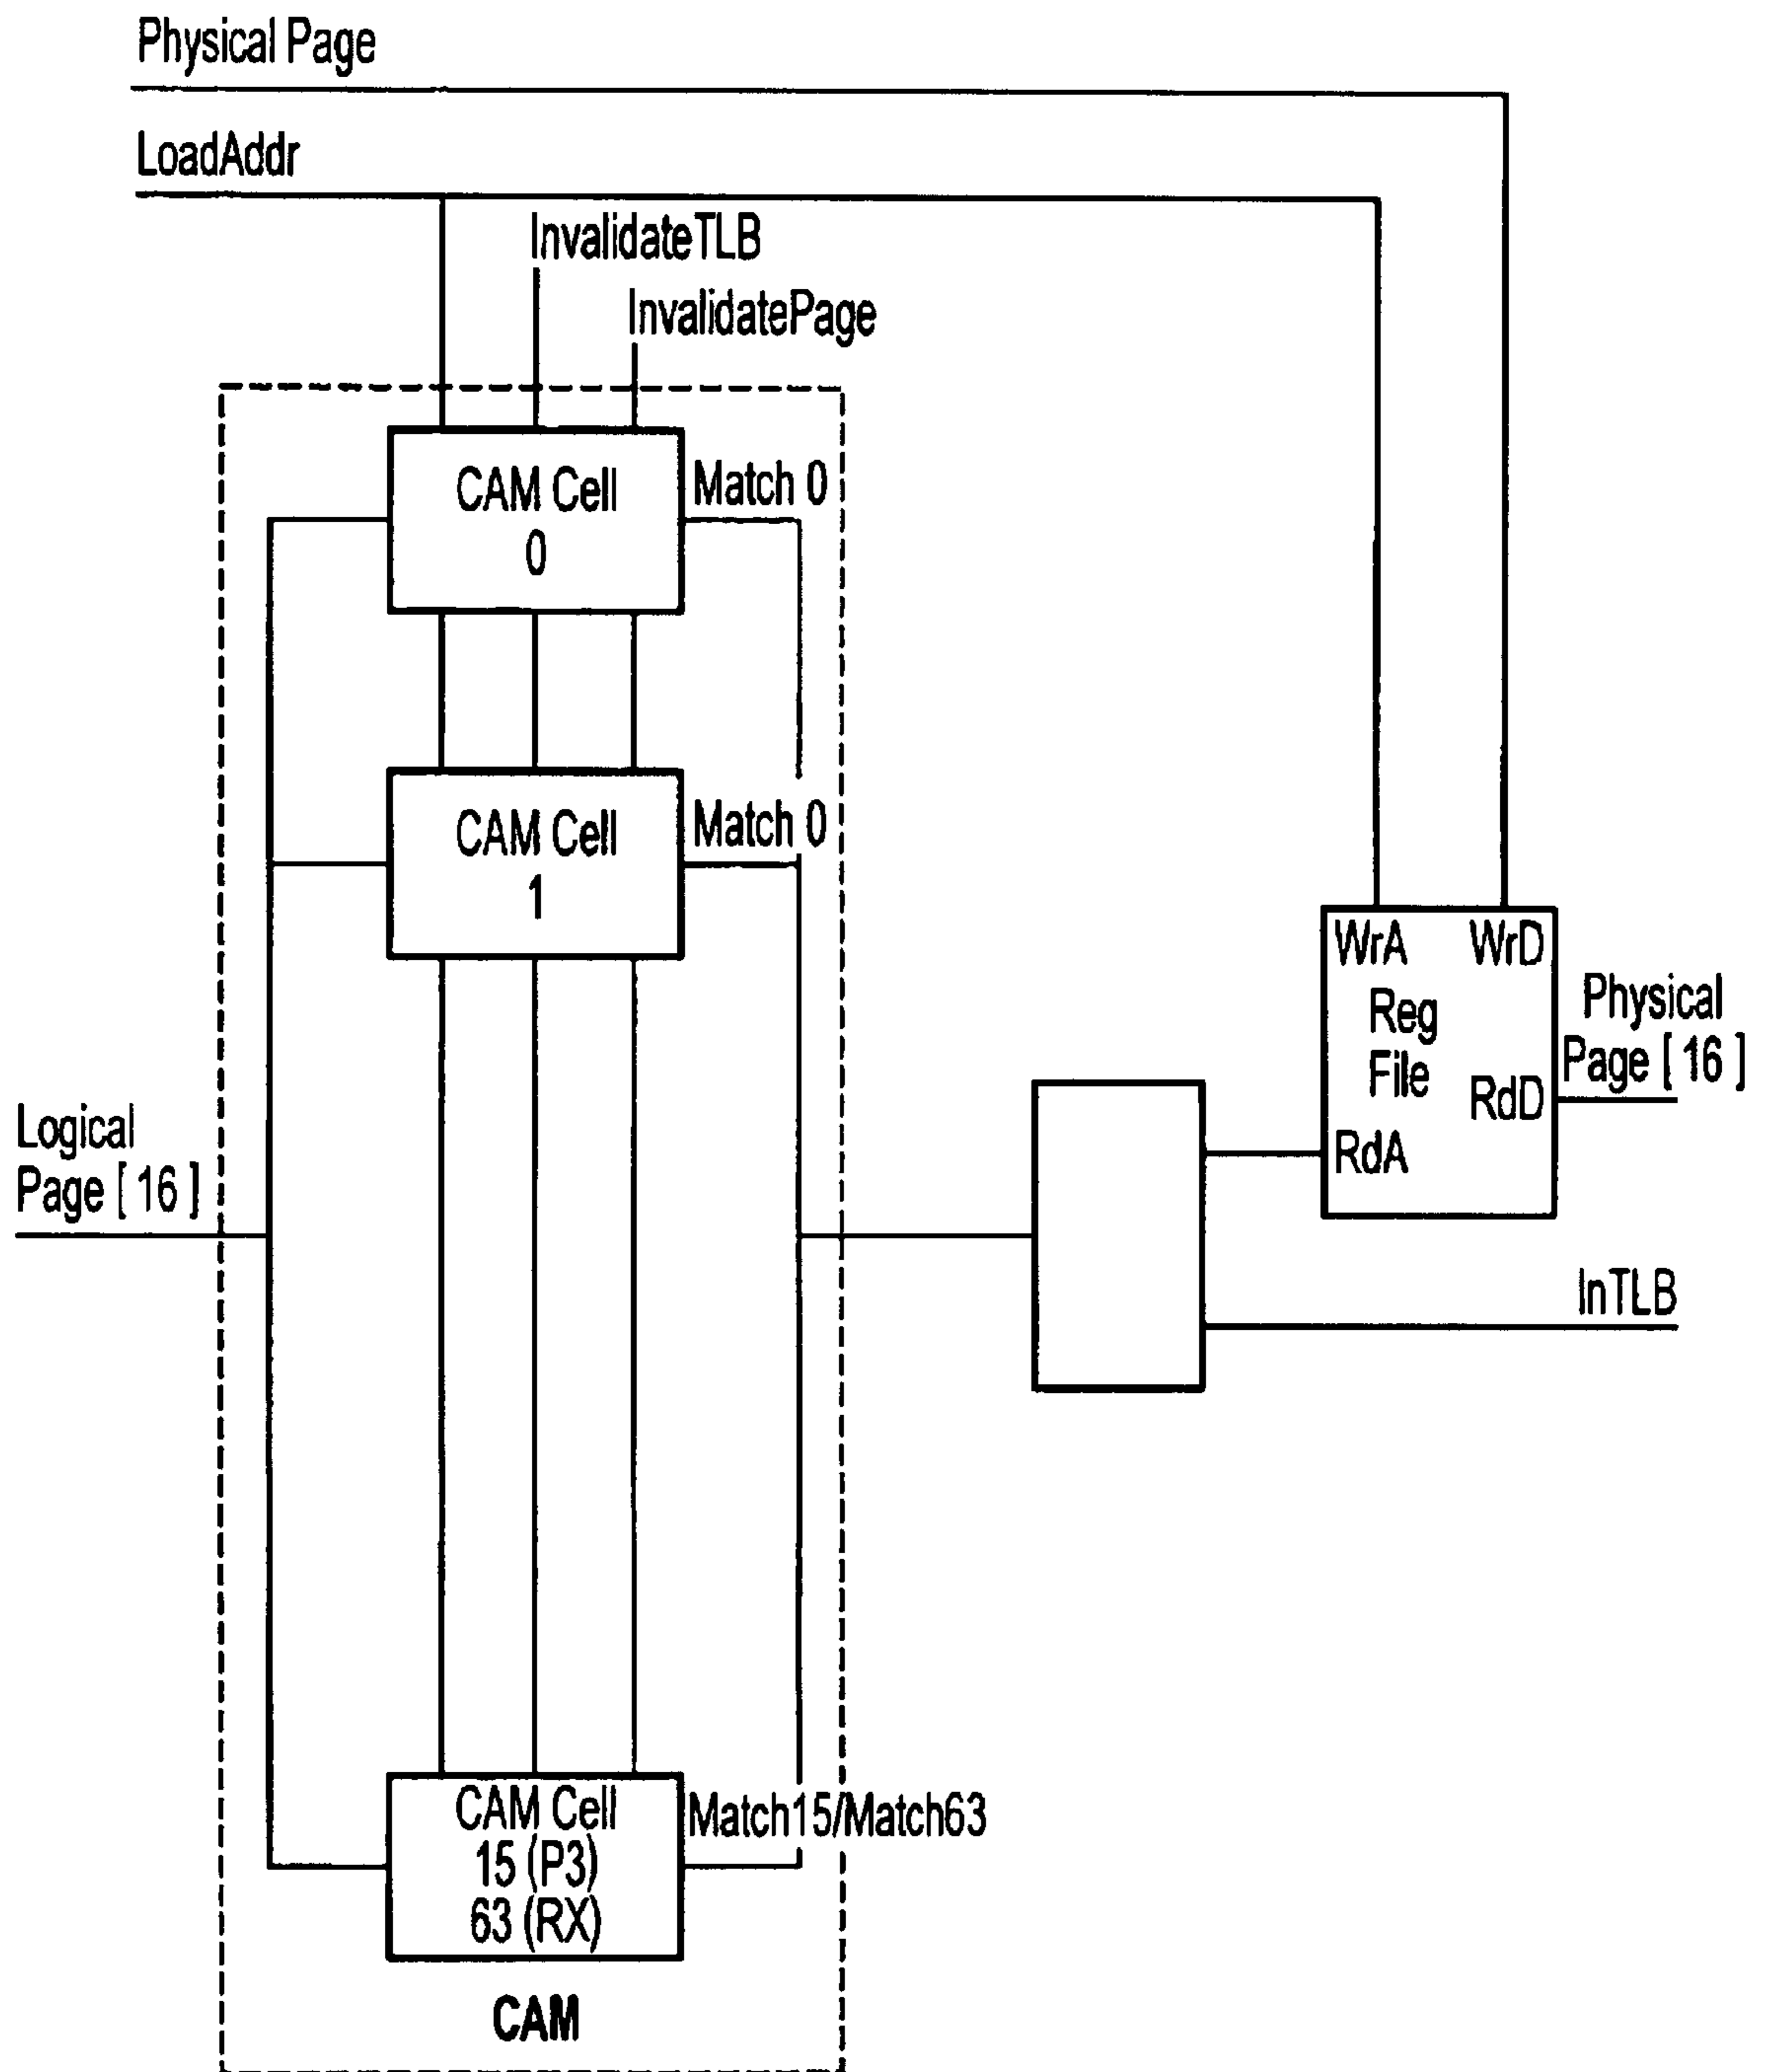 Physical Page
LoadAddr
InvalidateTLB
InvalidatePage
CAM Cell
0
Match 0
CAM Cell
1
Match 0
WrA WrD
Reg
File
RdD
RdA
Physical
Page [ 16 ]
Logical
Page [ 16 ]
InTLB
CAM Cell
15 (P3)
63 (RX)
Match15/Match63
CAM